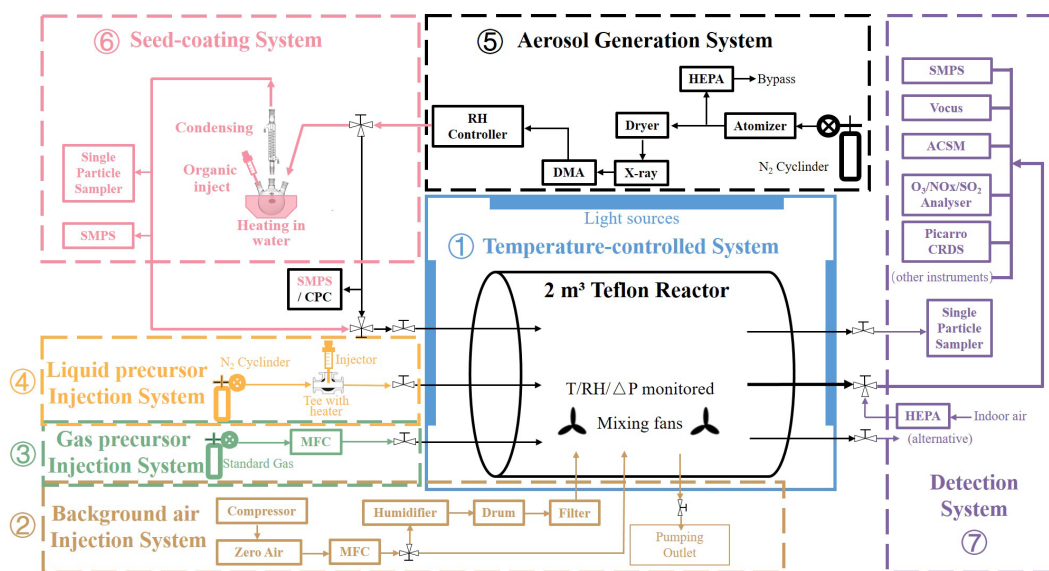 ⑥ Seed-coating System
Condensing
Organic
inject
Heating in
water
Single
Particle
Sampler
SMPS
SMPS
/ CPC
⑤ Aerosol Generation System
HEPA
Bypass
RH
Controller
Dryer
Atomizer
DMA
X-ray
N₂ Cyclinder
Light sources
① Temperature-controlled System
2 m³ Teflon Reactor
T/RH/△P monitored
Mixing fans
④ Liquid precursor
Injection System
N₂ Cyclinder
Injector
Tee with
heater
③ Gas precursor
Injection System
Standard Gas
MFC
② Background air
Injection System
Compressor
Zero Air
MFC
Humidifier
Drum
Filter
Pumping
Outlet
SMPS
Vocus
ACSM
O₃/NOx/SO₂
Analyser
Picarro
CRDS
(other instruments)
Single
Particle
Sampler
HEPA
Indoor air
(alternative)
Detection
System
⑦